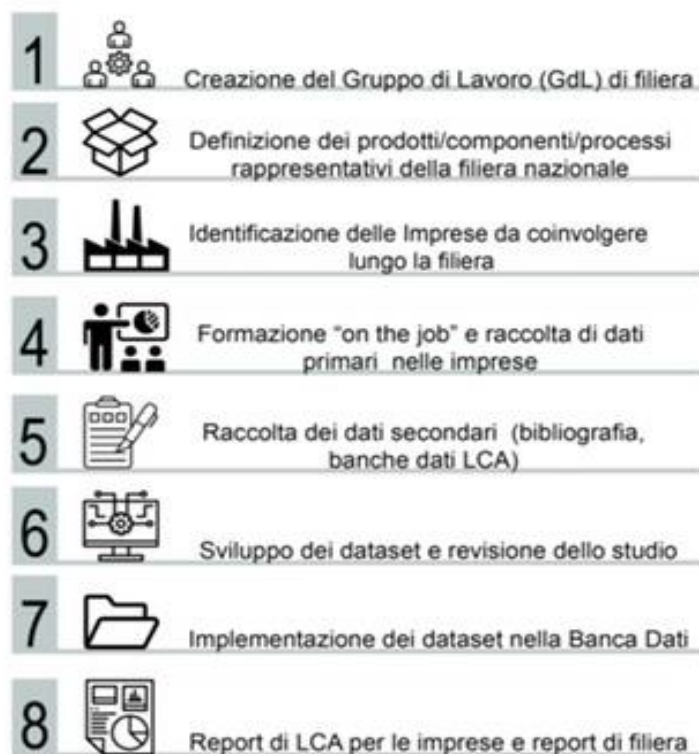 1
Creazione del Gruppo di Lavoro (GdL) di filiera
2
Definizione dei prodotti/componenti/processi
rappresentativi della filiera nazionale
3
Identificazione delle Imprese da coinvolgere
lungo la filiera
4
Formazione “on the job” e raccolta di dati
primari nelle imprese
5
Raccolta dei dati secondari (bibliografia,
banche dati LCA)
6
Sviluppo dei dataset e revisione dello studio
7
Implementazione dei dataset nella Banca Dati
8
Report di LCA per le imprese e report di filiera